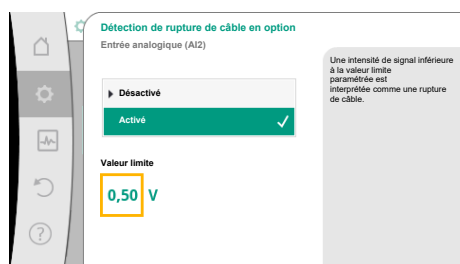 Détection de rupture de câble en option
Entrée analogique (AI2)
Une intensité de signal inférieure
à la valeur limite
paramétrée est
interprétée comme une rupture
de câble.
Désactivé
Activé
Valeur limite
0,50 V
?